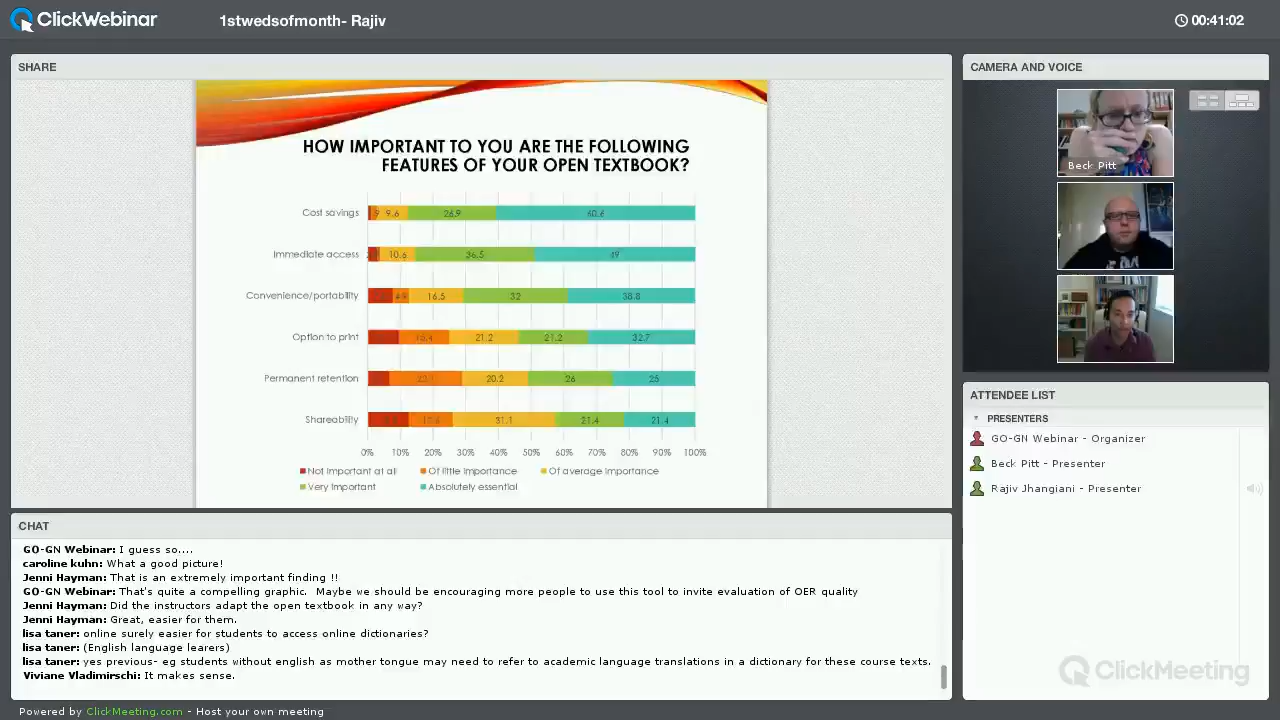 ClickWebinar
1stwedsofmonth- Rajiv
00:41:02
SHARE
HOW IMPORTANT TO YOU ARE THE FOLLOWING
FEATURES OF YOUR OPEN TEXTBOOK?
Cost savings 9.6 26.9
Immediate access 10.6 36.5 49
Convenience/portability 4.9 16.5 32 38.8
Option to print 21.2 21.2 32.7
Permanent retention 20.2 26 25
Shareability 31.1 21.4 21.4
0% 10% 20% 30% 40% 50% 60% 70% 80% 90% 100%
Not important at all Of little importance Of average importance
Very important Absolutely essential
CAMERA AND VOICE
Beck Pitt
ATTENDEE LIST
PRESENTERS
GO-GN Webinar - Organizer
Beck Pitt - Presenter
Rajiv Jhangiani - Presenter
CHAT
GO-GN Webinar: I guess so....
caroline kuhn: What a good picture!
Jenni Hayman: That is an extremely important finding !!
GO-GN Webinar: That's quite a compelling graphic. Maybe we should be encouraging more people to use this tool to invite evaluation of OER quality
Jenni Hayman: Did the instructors adapt the open textbook in any way?
Jenni Hayman: Great, easier for them.
lisa taner: online surely easier for students to access online dictionaries?
lisa taner: (English language learers)
lisa taner: yes previous- eg students without english as mother tongue may need to refer to academic language translations in a dictionary for these course texts.
Viviane Vladimirschi: It makes sense.
ClickMeeting
Powered by ClickMeeting.com - Host your own meeting